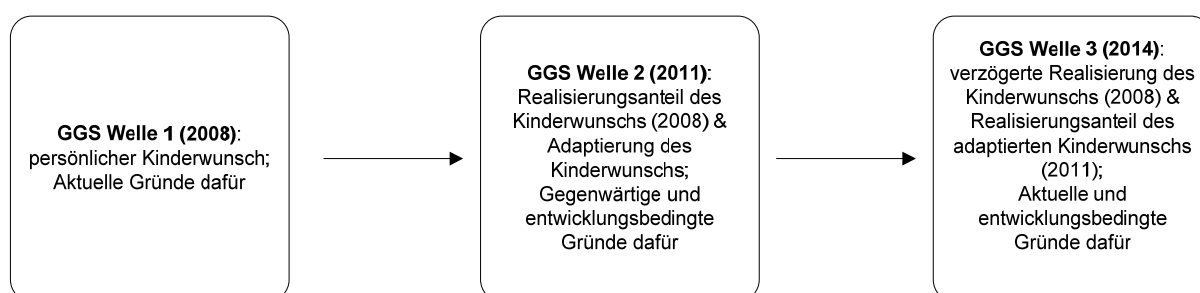 GGS Welle 1 (2008):
persönlicher Kinderwunsch;
Aktuelle Gründe dafür
GGS Welle 2 (2011):
Realisierungsanteil des
Kinderwunschs (2008) &
Adaptierung des
Kinderwunschs;
Gegenwärtige und
entwicklungsbedingte
Gründe dafür
GGS Welle 3 (2014):
verzögerte Realisierung des
Kinderwunschs (2008) &
Realisierungsanteil des
adaptierten Kinderwunschs
(2011);
Aktuelle und
entwicklungsbedingte
Gründe dafür